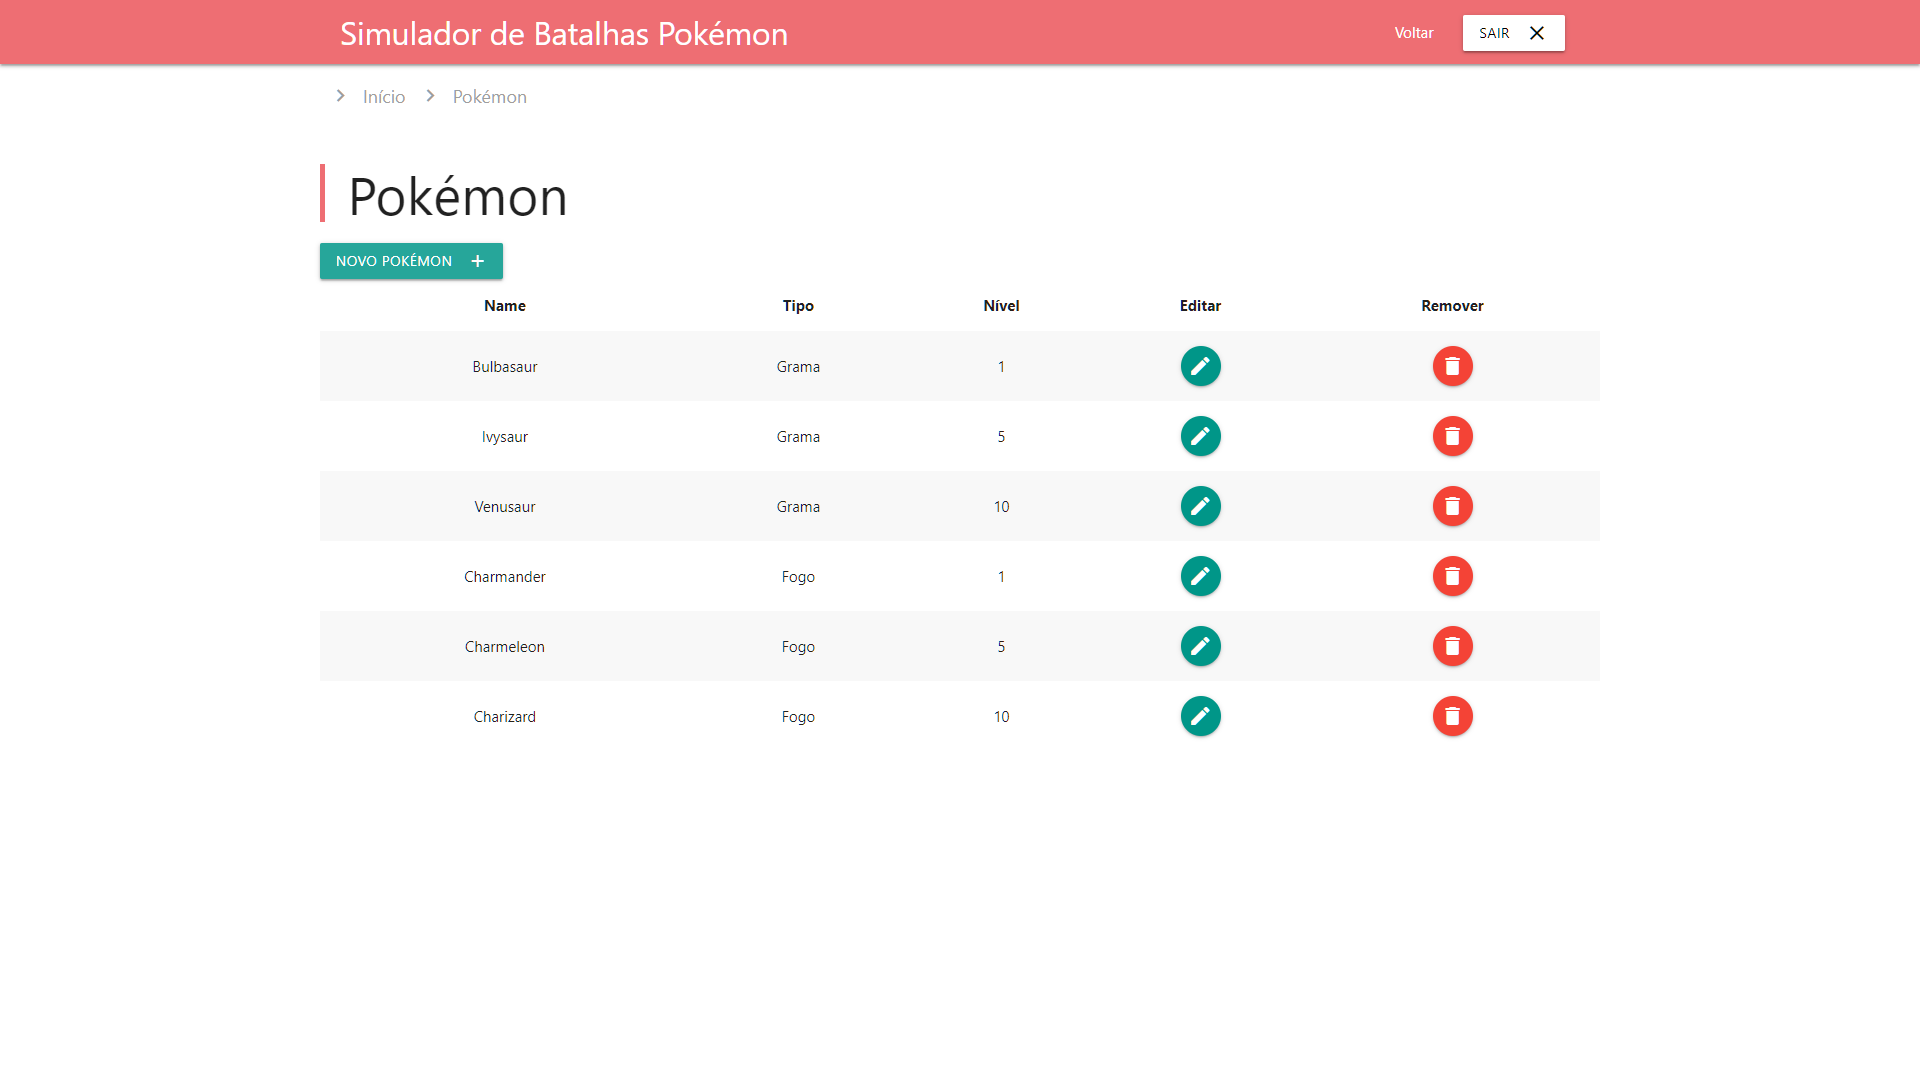 Simulador de Batalhas Pokémon Voltar SAIR
Início Pokémon
Pokémon
NOVO POKÉMON
Name Tipo Nível Editar Remover
Bulbasaur Grama 1
Ivysaur Grama 5
Venusaur Grama 10
Charmander Fogo 1
Charmeleon Fogo 5
Charizard Fogo 10